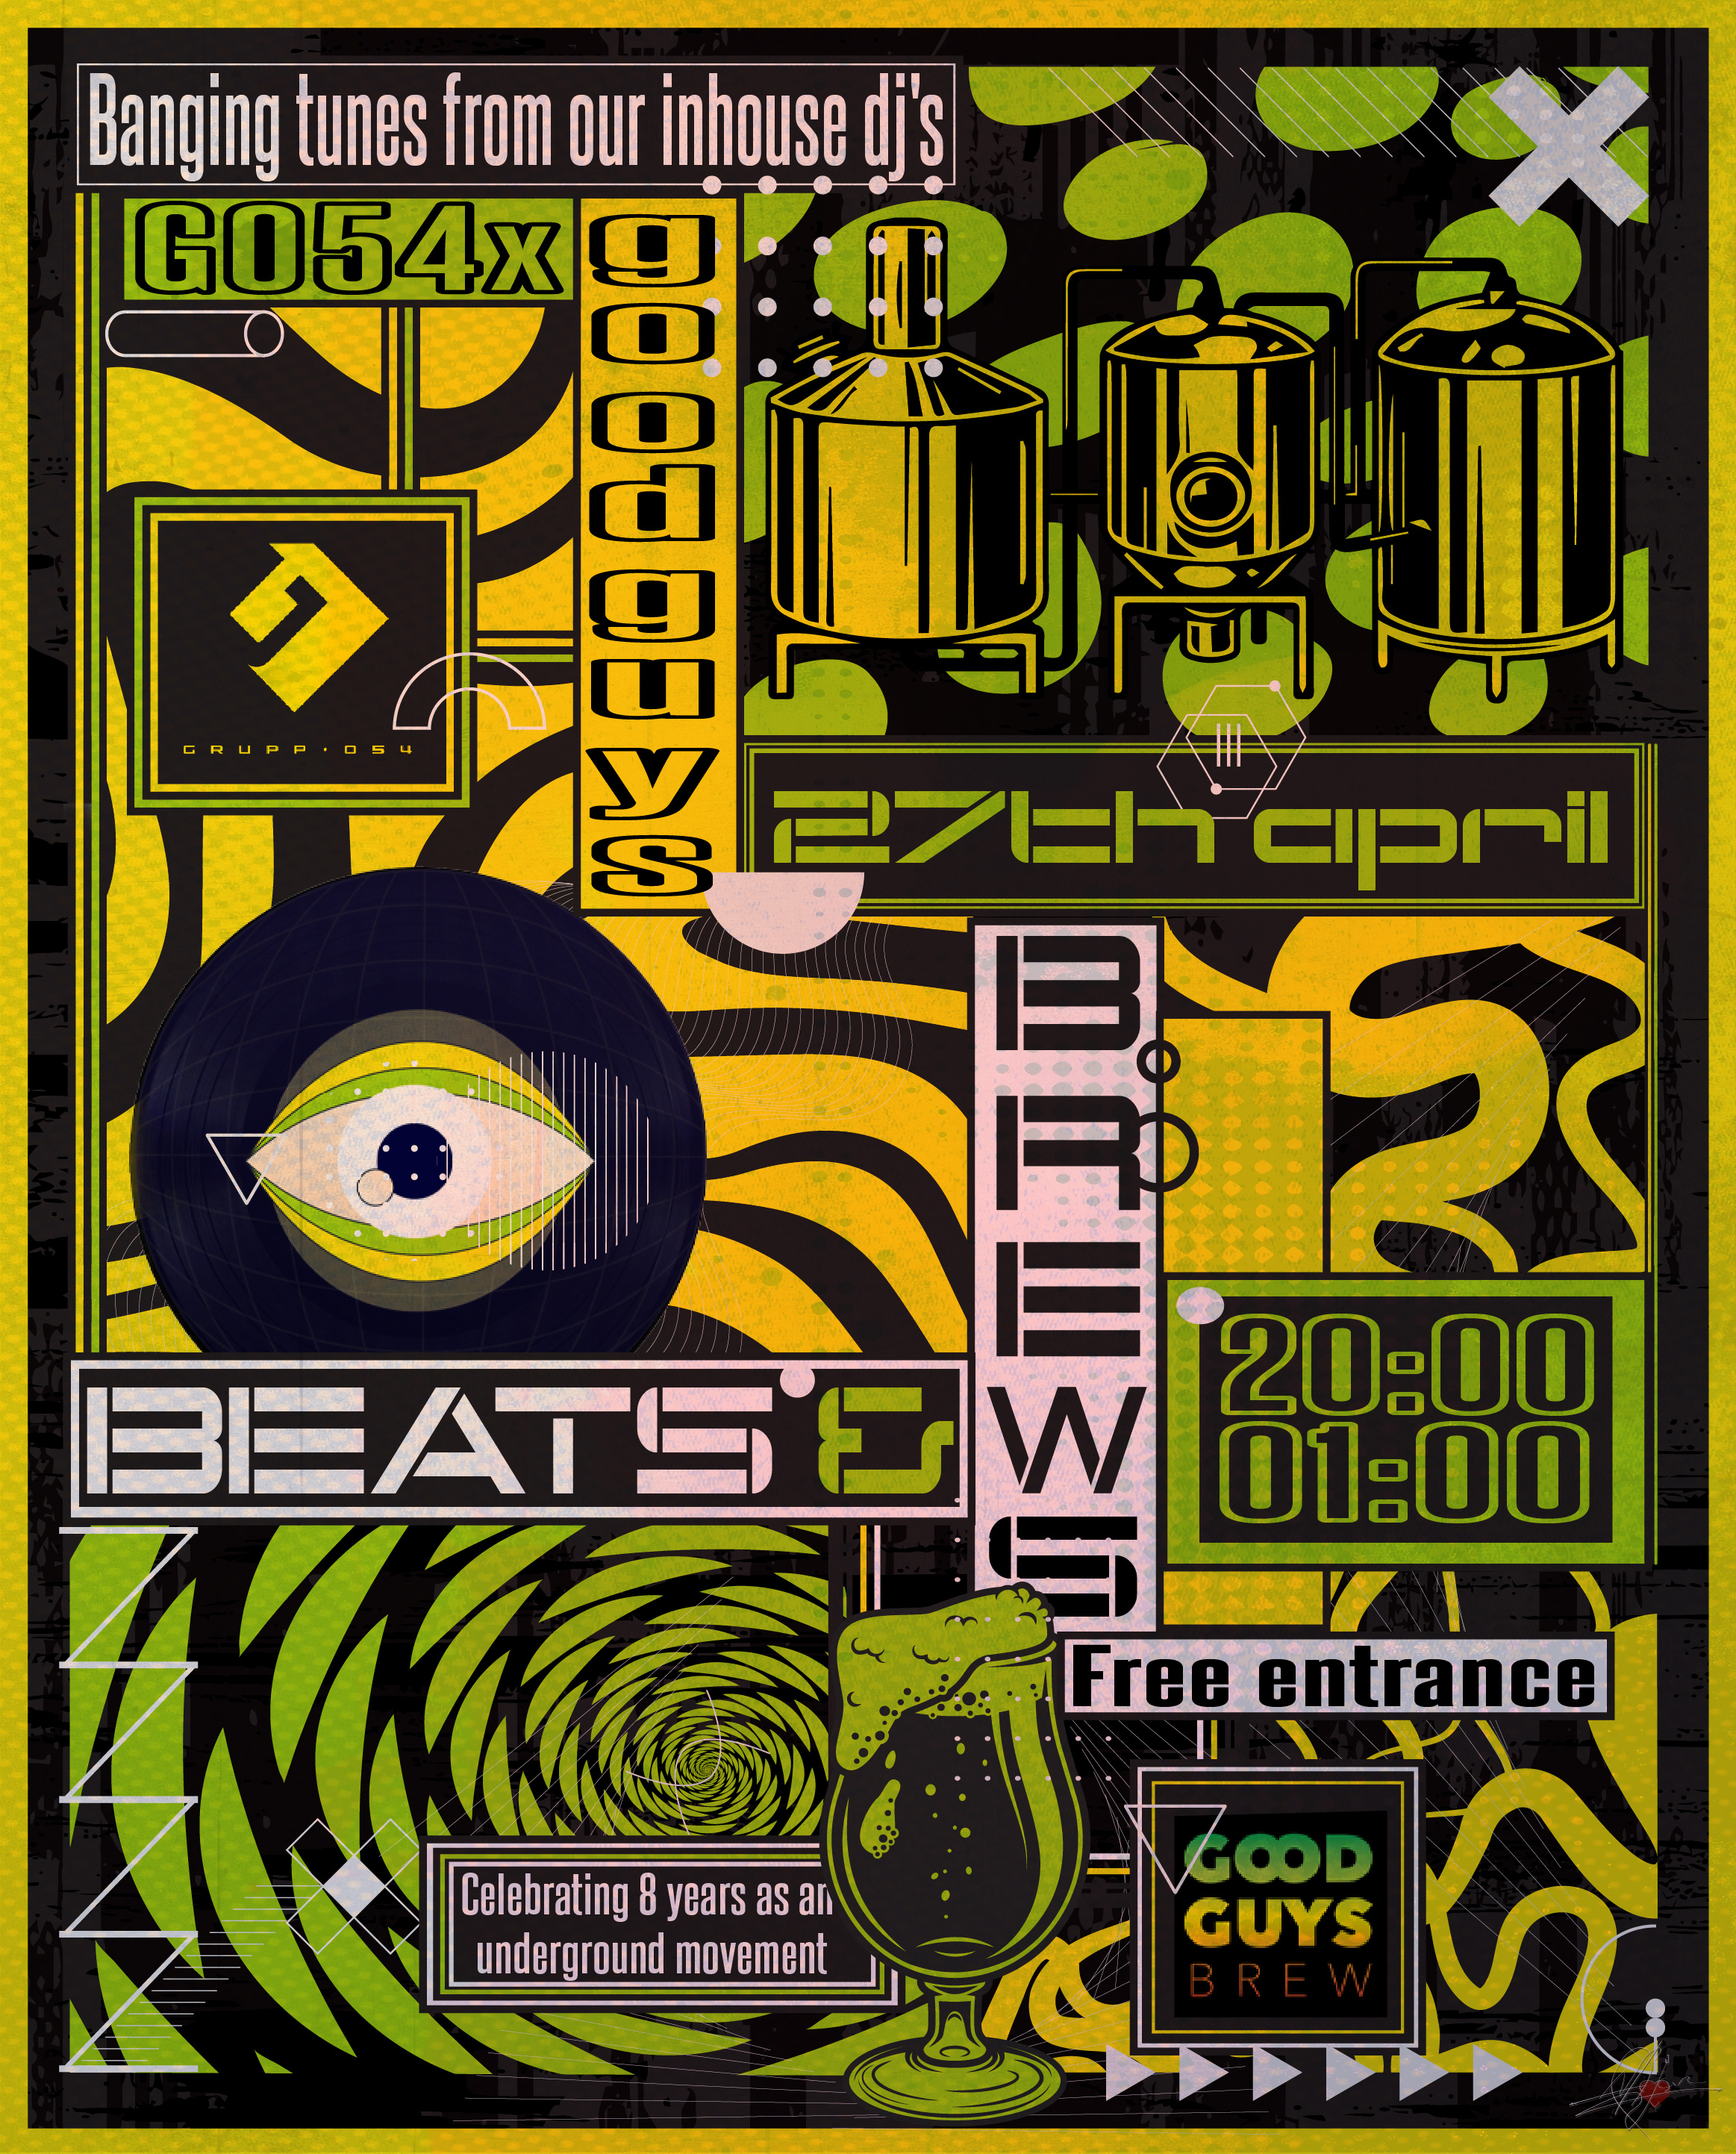 Banging tunes from our inhouse dj's
GO54x
goodguys
GRUPP·054
27th april
BEATS &
BREWS
20:00
01:00
Free entrance
Celebrating 8 years as an
underground movement
GOOD
GUYS
BREW